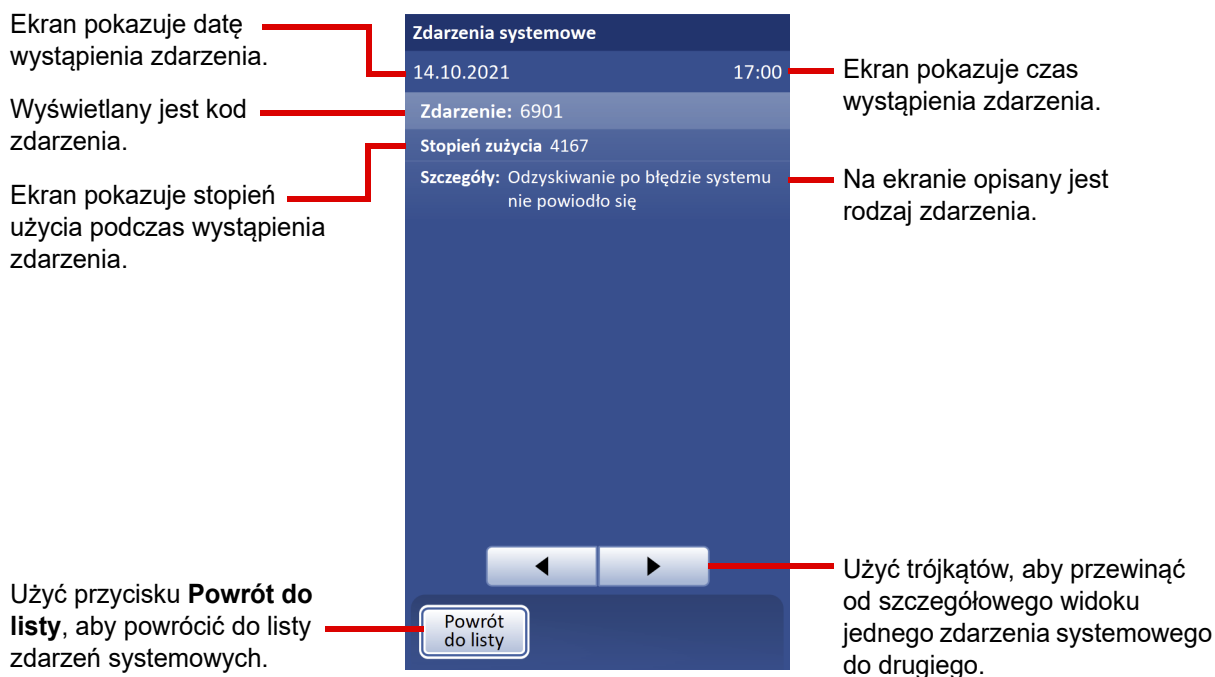 Ekran pokazuje datę
wystąpienia zdarzenia.
Wyświetlany jest kod
zdarzenia.
Ekran pokazuje stopień
użycia podczas wystąpienia
zdarzenia.
Użyć przycisku Powrót do
listy, aby powrócić do listy
zdarzeń systemowych.
Zdarzenia systemowe
14.10.2021 17:00
Zdarzenie: 6901
Stopień zużycia 4167
Szczegóły: Odzyskiwanie po błędzie systemu
nie powiodło się
Powrót
do listy
Ekran pokazuje czas
wystąpienia zdarzenia.
Na ekranie opisany jest
rodzaj zdarzenia.
Użyć trójkątów, aby przewinąć
od szczegółowego widoku
jednego zdarzenia systemowego
do drugiego.